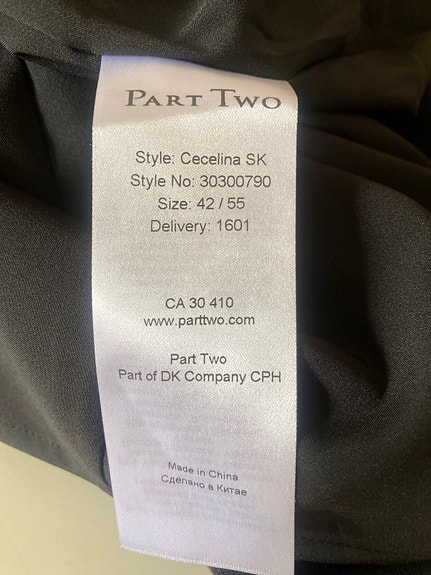 PART TWO
Style: Cecelina SK
Style No: 30300790
Size: 42 / 55
Delivery: 1601
CA 30 410
www.parttwo.com
Part Two
Part of DK Company CPH
Made in China
Сделано в Китае